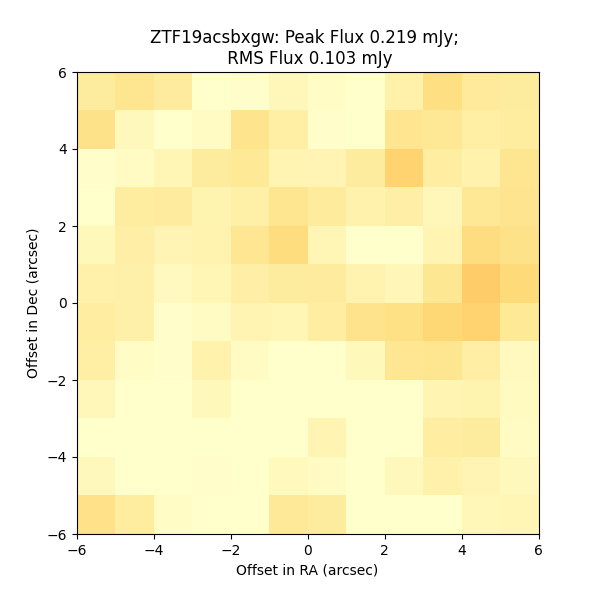 ZTF19acsbxgw: Peak Flux 0.219 mJy;
RMS Flux 0.103 mJy
6
4
2
0
−2
−4
−6
Offset in Dec (arcsec)
−6 −4 −2 0 2 4 6
Offset in RA (arcsec)